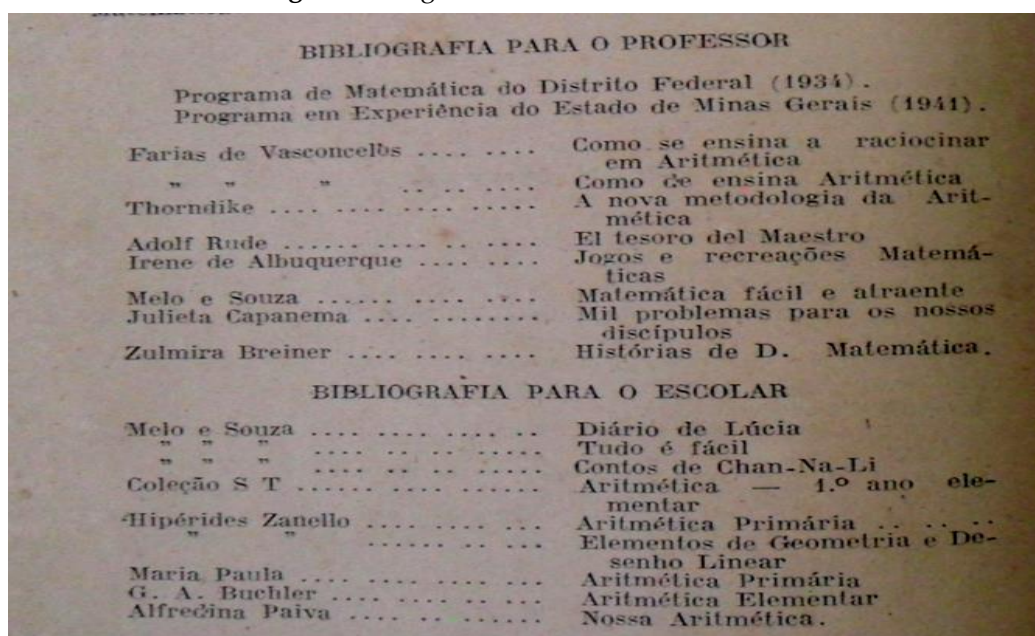 BIBLIOGRAFIA PARA O PROFESSOR
Programa de Matemática do Distrito Federal (1934).
Programa em Experiência do Estado de Minas Gerais (1941).
Farias de Vasconcelos .... .... Como se ensina a raciocinar
em Aritmética
" " " .. .. .. .... Como de ensina Aritmética
Thorndike .... .... .... .... ..... A nova metodologia da Arit-
mética
Adolf Rude ...... .... .. .. .... El tesoro del Maestro
Irene de Albuquerque .... .... .. Jogos e recreações Matemá-
ticas
Melo e Souza ...... .... .... .... Matemática fácil e atraente
Julieta Capanema .... .... ........ Mil problemas para os nossos
discípulos
Zulmira Breiner .... .... .. .... Histórias de D. Matemática.
BIBLIOGRAFIA PARA O ESCOLAR
Melo e Souza .... .... .... .. .. Diário de Lúcia
" " " .... .. .. .. .. Tudo é fácil
" " " .... .. .. .. .... Contos de Chan-Na-Li
Coleção S T ...... .... .... .. .. Aritmética — 1.º ano ele-
mentar
Hipérides Zanello .... .... .. .... Aritmética Primária .. .. ..
" " ...... .. ... Elementos de Geometria e De-
senho Linear
Maria Paula .... .... .... .. .... Aritmética Primária
G. A. Buchler .... .... .. .. .... Aritmética Elementar
Alfredina Paiva .... .... .. .. ... Nossa Aritmética.